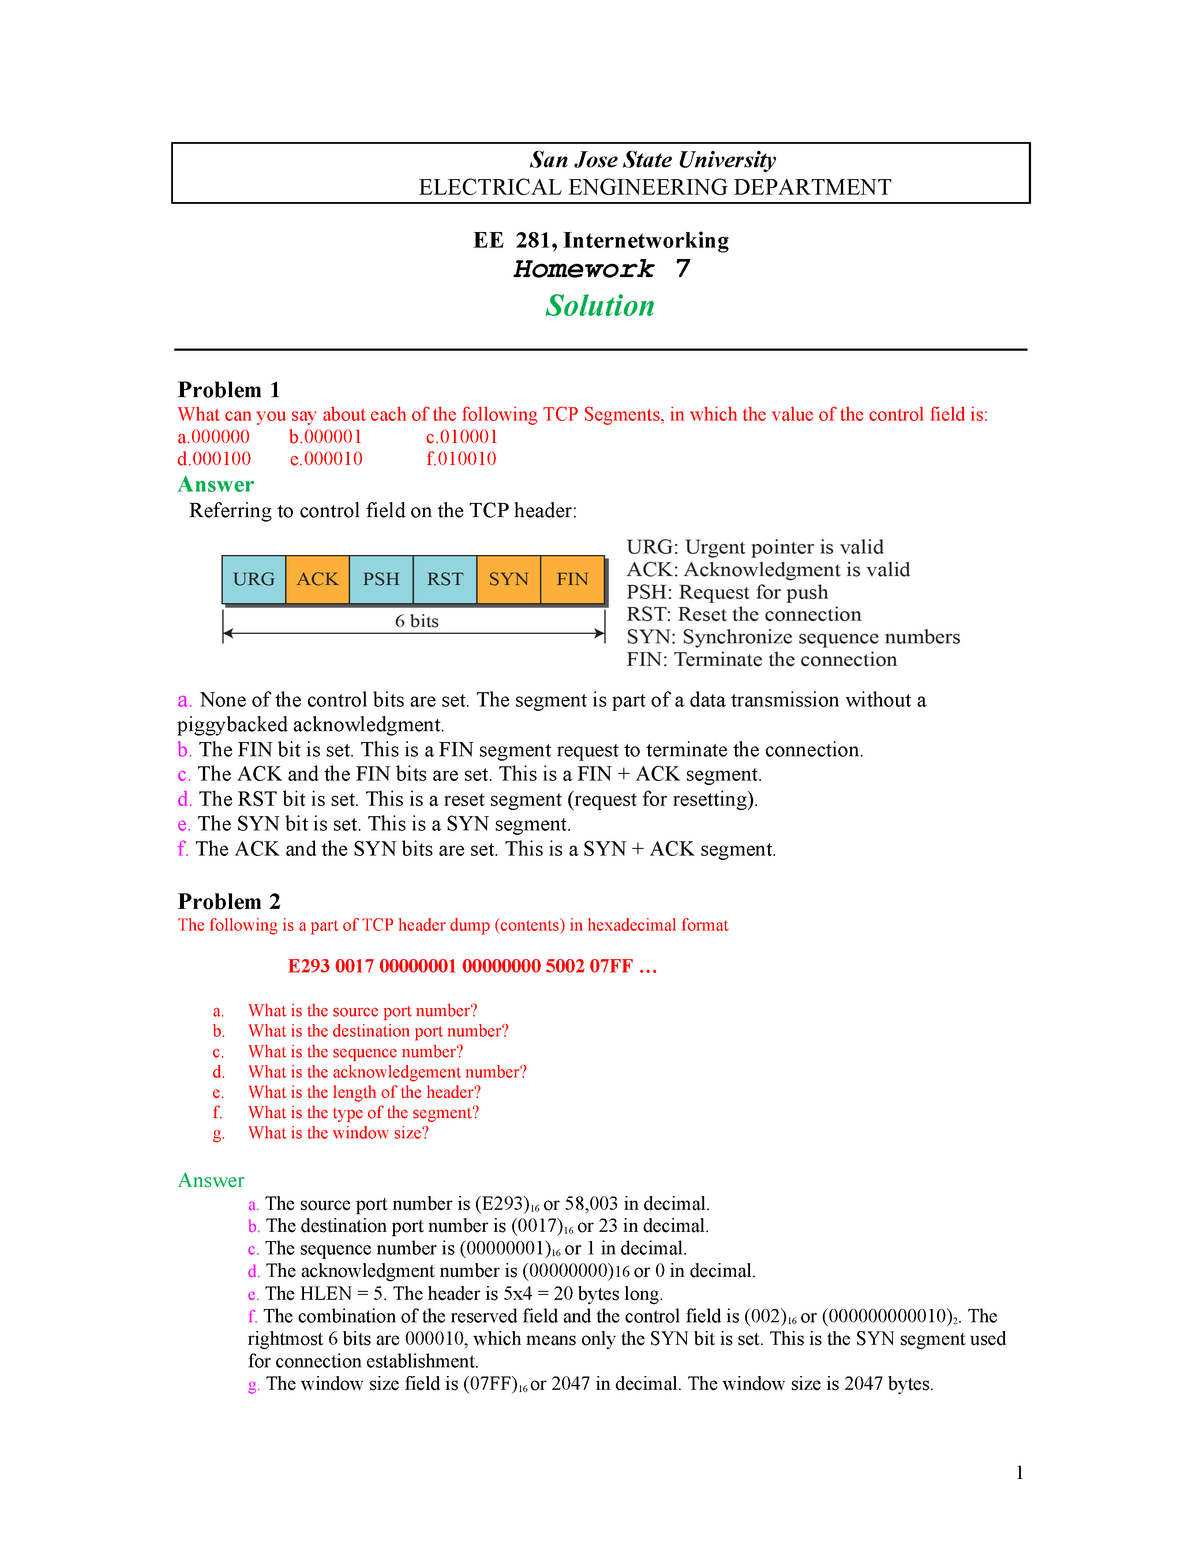 San Jose State University
ELECTRICAL ENGINEERING DEPARTMENT
EE 281, Internetworking
Homework 7
Solution
Problem 1
What can you say about each of the following TCP Segments, in which the value of the control field is:
a.000000 b.000001 c.010001
d.000100 e.000010 f.010010
Answer
Referring to control field on the TCP header:
URG ACK PSH RST SYN FIN
6 bits
URG: Urgent pointer is valid
ACK: Acknowledgment is valid
PSH: Request for push
RST: Reset the connection
SYN: Synchronize sequence numbers
FIN: Terminate the connection
a. None of the control bits are set. The segment is part of a data transmission without a
piggybacked acknowledgment.
b. The FIN bit is set. This is a FIN segment request to terminate the connection.
c. The ACK and the FIN bits are set. This is a FIN + ACK segment.
d. The RST bit is set. This is a reset segment (request for resetting).
e. The SYN bit is set. This is a SYN segment.
f. The ACK and the SYN bits are set. This is a SYN + ACK segment.
Problem 2
The following is a part of TCP header dump (contents) in hexadecimal format
E293 0017 00000001 00000000 5002 07FF …
a. What is the source port number?
b. What is the destination port number?
c. What is the sequence number?
d. What is the acknowledgement number?
e. What is the length of the header?
f. What is the type of the segment?
g. What is the window size?
Answer
a. The source port number is (E293)16 or 58,003 in decimal.
b. The destination port number is (0017)16 or 23 in decimal.
c. The sequence number is (00000001)16 or 1 in decimal.
d. The acknowledgment number is (00000000)16 or 0 in decimal.
e. The HLEN = 5. The header is 5x4 = 20 bytes long.
f. The combination of the reserved field and the control field is (002)16 or (000000000010)2. The
rightmost 6 bits are 000010, which means only the SYN bit is set. This is the SYN segment used
for connection establishment.
g. The window size field is (07FF)16 or 2047 in decimal. The window size is 2047 bytes.
1